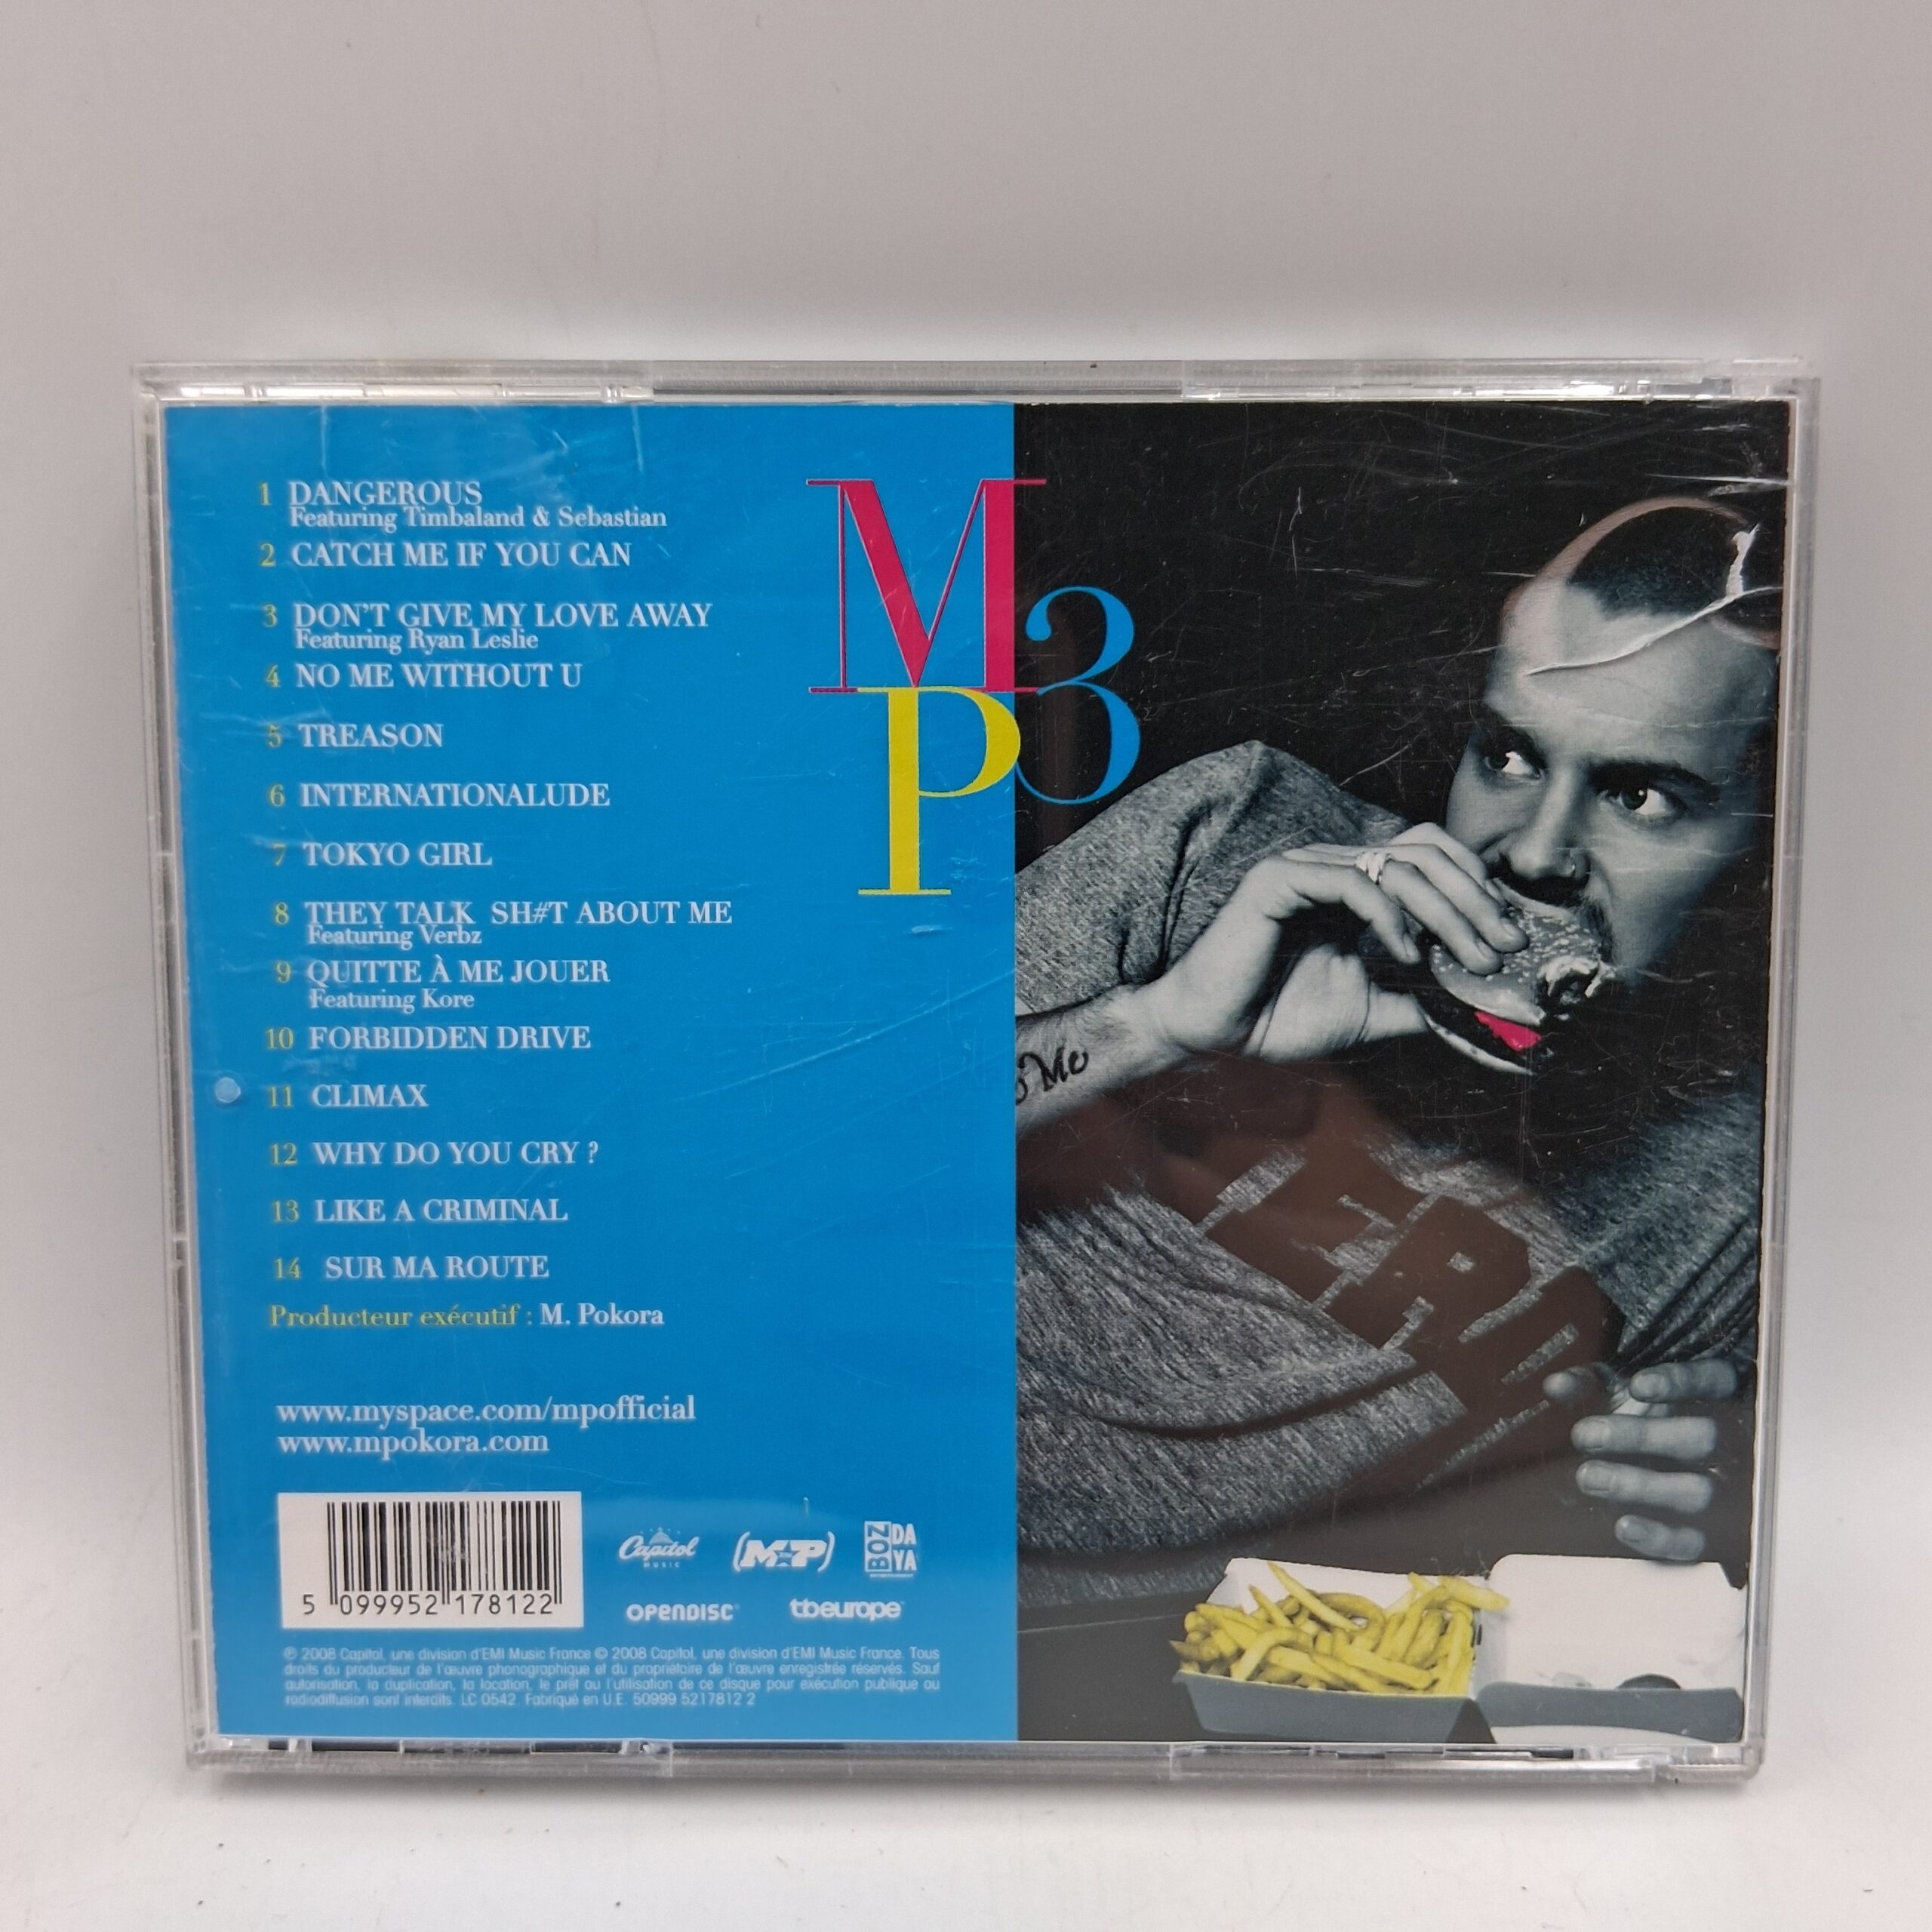 1 DANGEROUS
Featuring Timbaland & Sebastian
2 CATCH ME IF YOU CAN
3 DON'T GIVE MY LOVE AWAY
Featuring Ryan Leslie
4 NO ME WITHOUT U
5 TREASON
6 INTERNATIONALUDE
7 TOKYO GIRL
8 THEY TALK SH#T ABOUT ME
Featuring Verbz
9 QUITTE À ME JOUER
Featuring Kore
10 FORBIDDEN DRIVE
11 CLIMAX
12 WHY DO YOU CRY ?
13 LIKE A CRIMINAL
14 SUR MA ROUTE
Producteur exécutif : M. Pokora
www.myspace.com/mpofficial
www.mpokora.com
5 099952 178122
Capitol
MUSIC
(M★P)
BOZ
DA
YA
OPENDISC
tbeurope
℗ 2008 Capitol, une division d'EMI Music France © 2008 Capitol, une division d'EMI Music France. Tous
droits du producteur de l'œuvre phonographique et du propriétaire de l'œuvre enregistrée réservés. Sauf
autorisation, la duplication, la location, le prêt ou l'utilisation de ce disque pour exécution publique ou
radiodiffusion sont interdits. LC 0542. Fabriqué en U.E. 50999 5217812 2
M
P
3
Me